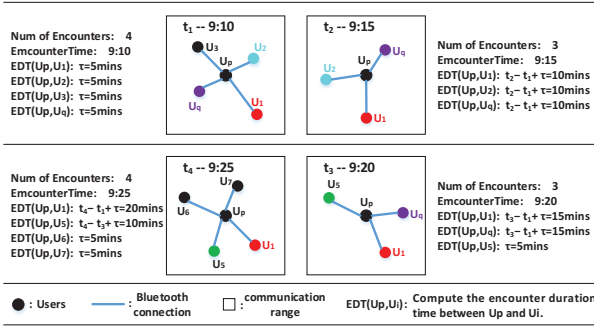 Num of Encounters: 4
EmcounterTime: 9:10
EDT(Up,U1): τ=5mins
EDT(Up,U2): τ=5mins
EDT(Up,U3): τ=5mins
EDT(Up,Uq): τ=5mins
t1 -- 9:10
U3
U2
Up
Uq
U1
t2 -- 9:15
Uq
Up
U2
U1
Num of Encounters: 3
EmcounterTime: 9:15
EDT(Up,U1): t2− t1+ τ=10mins
EDT(Up,U2): t2− t1+ τ=10mins
EDT(Up,Uq): t2− t1+ τ=10mins
Num of Encounters: 4
EmcounterTime: 9:25
EDT(Up,U1): t4− t1+ τ=20mins
EDT(Up,U5): t4− t3+ τ=10mins
EDT(Up,U6): τ=5mins
EDT(Up,U7): τ=5mins
t4 -- 9:25
U7
U6
Up
U5
U1
t3 -- 9:20
U5
Up
Uq
U1
Num of Encounters: 3
EmcounterTime: 9:20
EDT(Up,U1): t3− t1+ τ=15mins
EDT(Up,Uq): t3− t1+ τ=15mins
EDT(Up,U5): τ=5mins
: Users
: Bluetooth
connection
: communication
range
EDT(Up,Ui): Compute the encounter duration
time between Up and Ui.